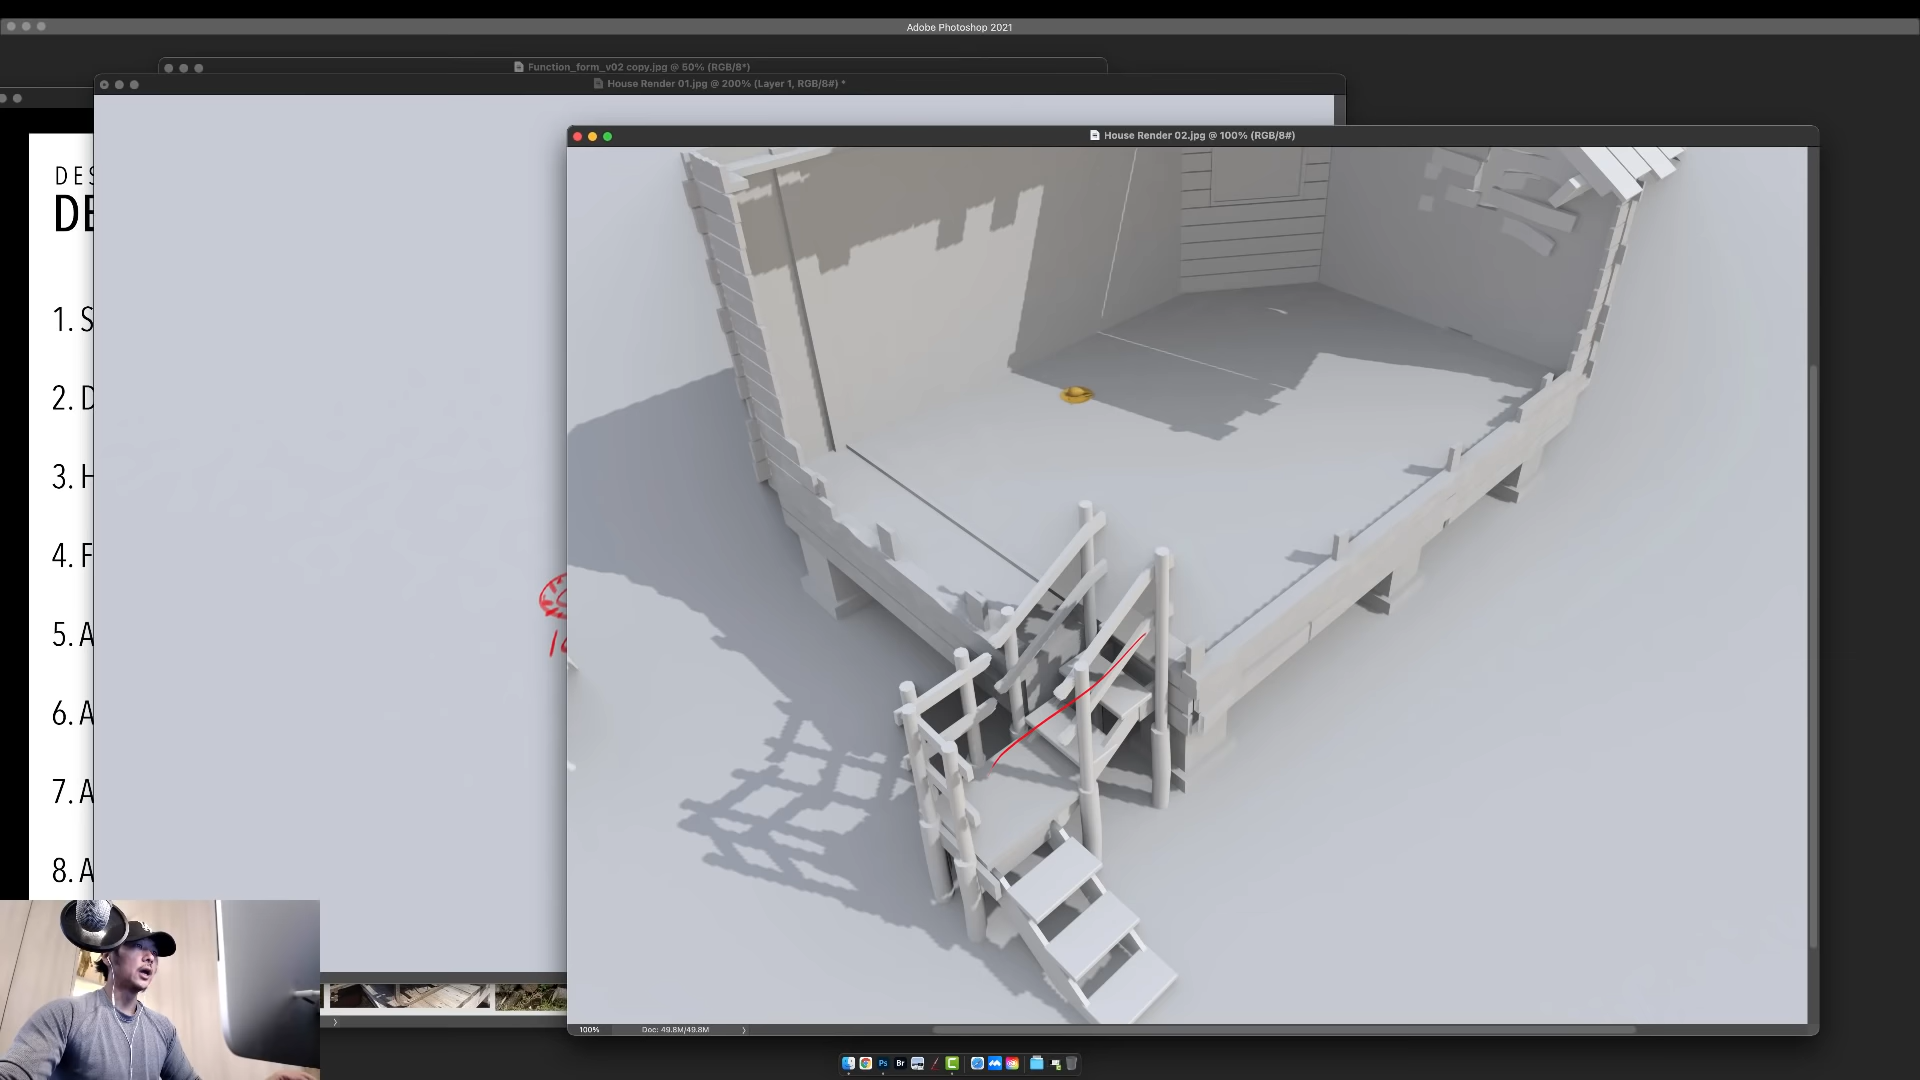 Adobe Photoshop 2021
Function_form_v02 copy.jpg @ 50% (RGB/8*)
House Render 01.jpg @ 200% (Layer 1, RGB/8#) *
House Render 02.jpg @ 100% (RGB/8#)
DES
DE
1. S
2. D
3. H
4. F
5. A
6. A
7. A
8. A
100%
Doc: 49.8M/49.8M
Ps
Br